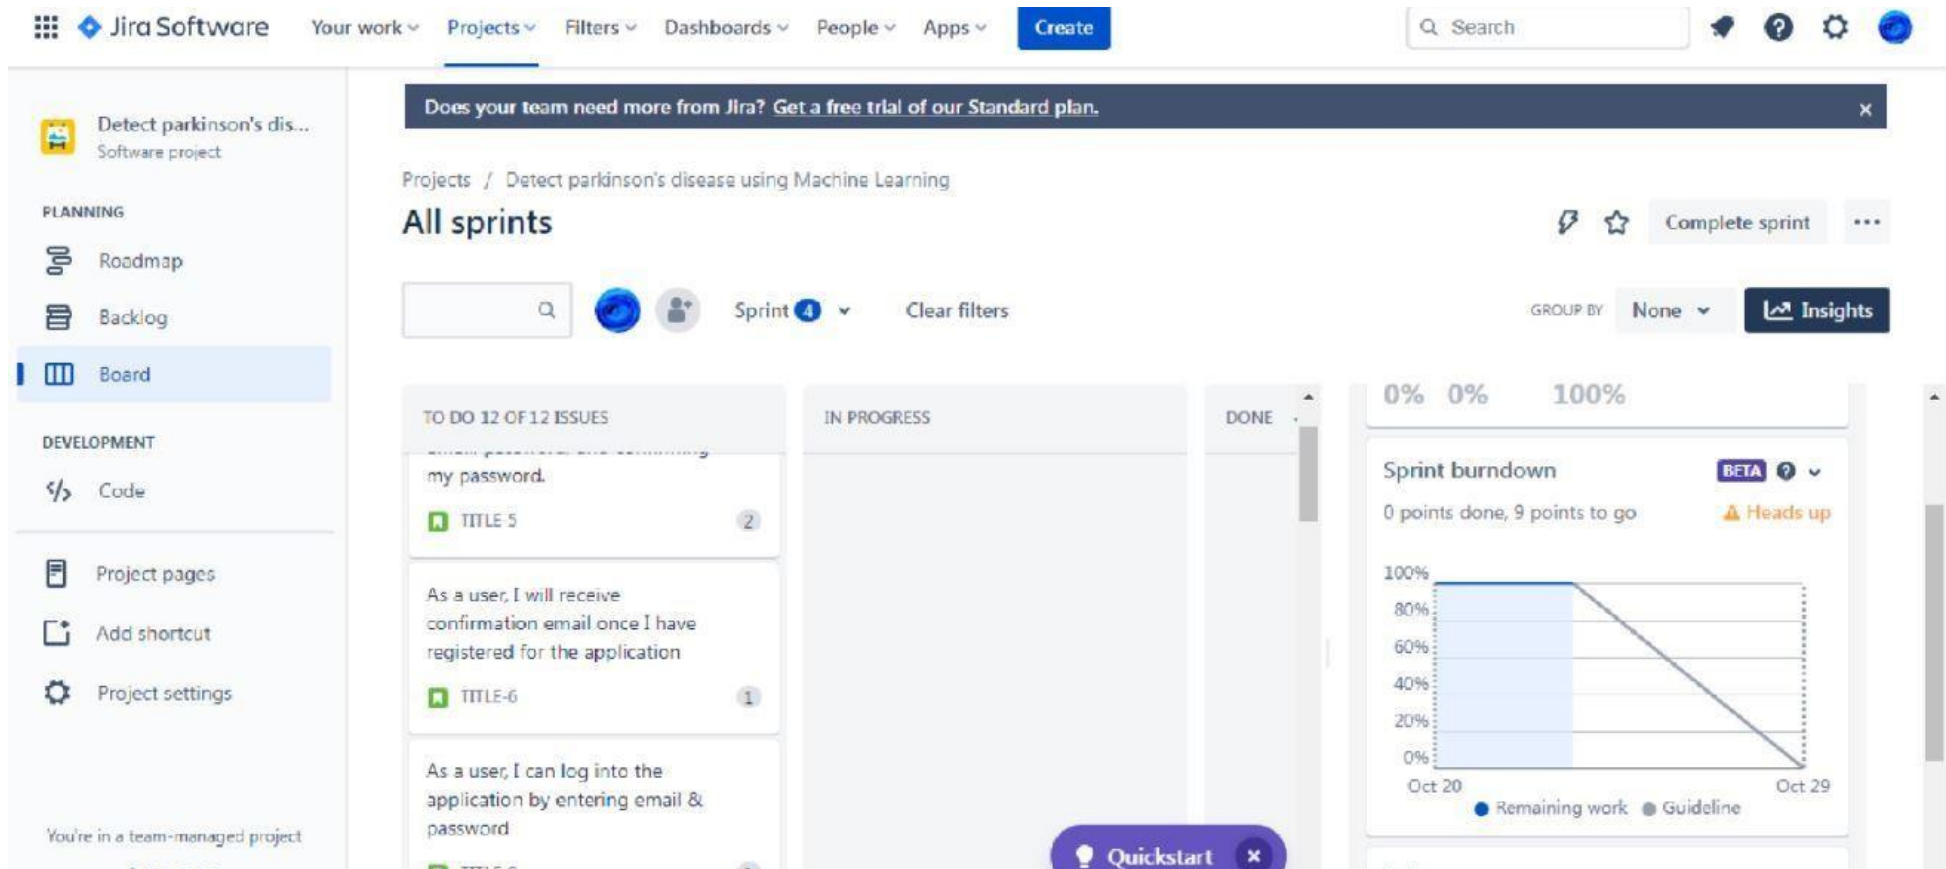 Jira Software Your work Projects Filters Dashboards People Apps Create Search
Does your team need more from Jira? Get a free trial of our Standard plan.
Detect parkinson's dis...
Software project
Projects / Detect parkinson's disease using Machine Learning
All sprints
Complete sprint
PLANNING
Roadmap
Backlog
Board
DEVELOPMENT
Code
Project pages
Add shortcut
Project settings
You're in a team-managed project
Sprint 4 Clear filters
GROUP BY None Insights
TO DO 12 OF 12 ISSUES
my password.
TITLE-5 2
As a user, I will receive
confirmation email once I have
registered for the application
TITLE-6 1
As a user, I can log into the
application by entering email &
password
IN PROGRESS
DONE
Quickstart
0% 0% 100%
Sprint burndown BETA
0 points done, 9 points to go Heads up
100%
80%
60%
40%
20%
0%
Oct 20 Oct 29
Remaining work Guideline